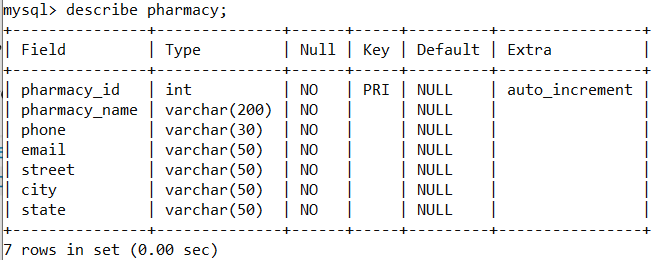 mysql> describe pharmacy;
+---------------+--------------+------+-----+---------+----------------+
| Field         | Type         | Null | Key | Default | Extra          |
+---------------+--------------+------+-----+---------+----------------+
| pharmacy_id   | int          | NO   | PRI | NULL    | auto_increment |
| pharmacy_name | varchar(200) | NO   |     | NULL    |                |
| phone         | varchar(30)  | NO   |     | NULL    |                |
| email         | varchar(50)  | NO   |     | NULL    |                |
| street        | varchar(50)  | NO   |     | NULL    |                |
| city          | varchar(50)  | NO   |     | NULL    |                |
| state         | varchar(50)  | NO   |     | NULL    |                |
+---------------+--------------+------+-----+---------+----------------+
7 rows in set (0.00 sec)